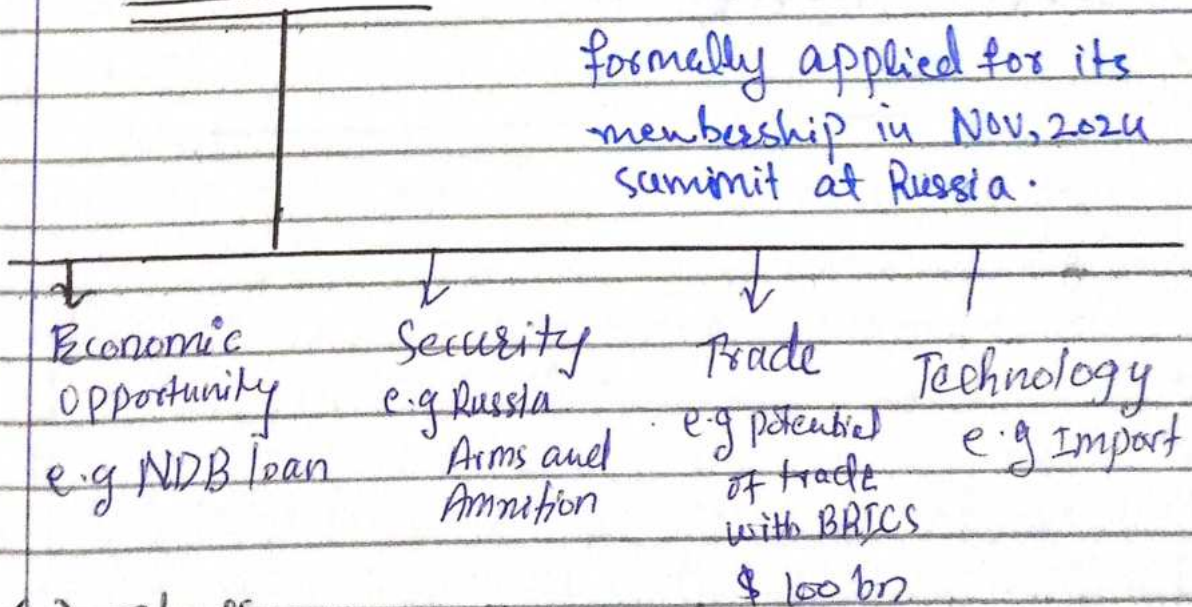 formally applied for its
membership in Nov, 2024
summit at Russia.
Economic
Opportunity
e.g NDB loan
Security
e.g Russia
Arms and
Amnition
Trade
e.g potential
of trade
with BRICS
$ 100 bn
Technology
e.g Import